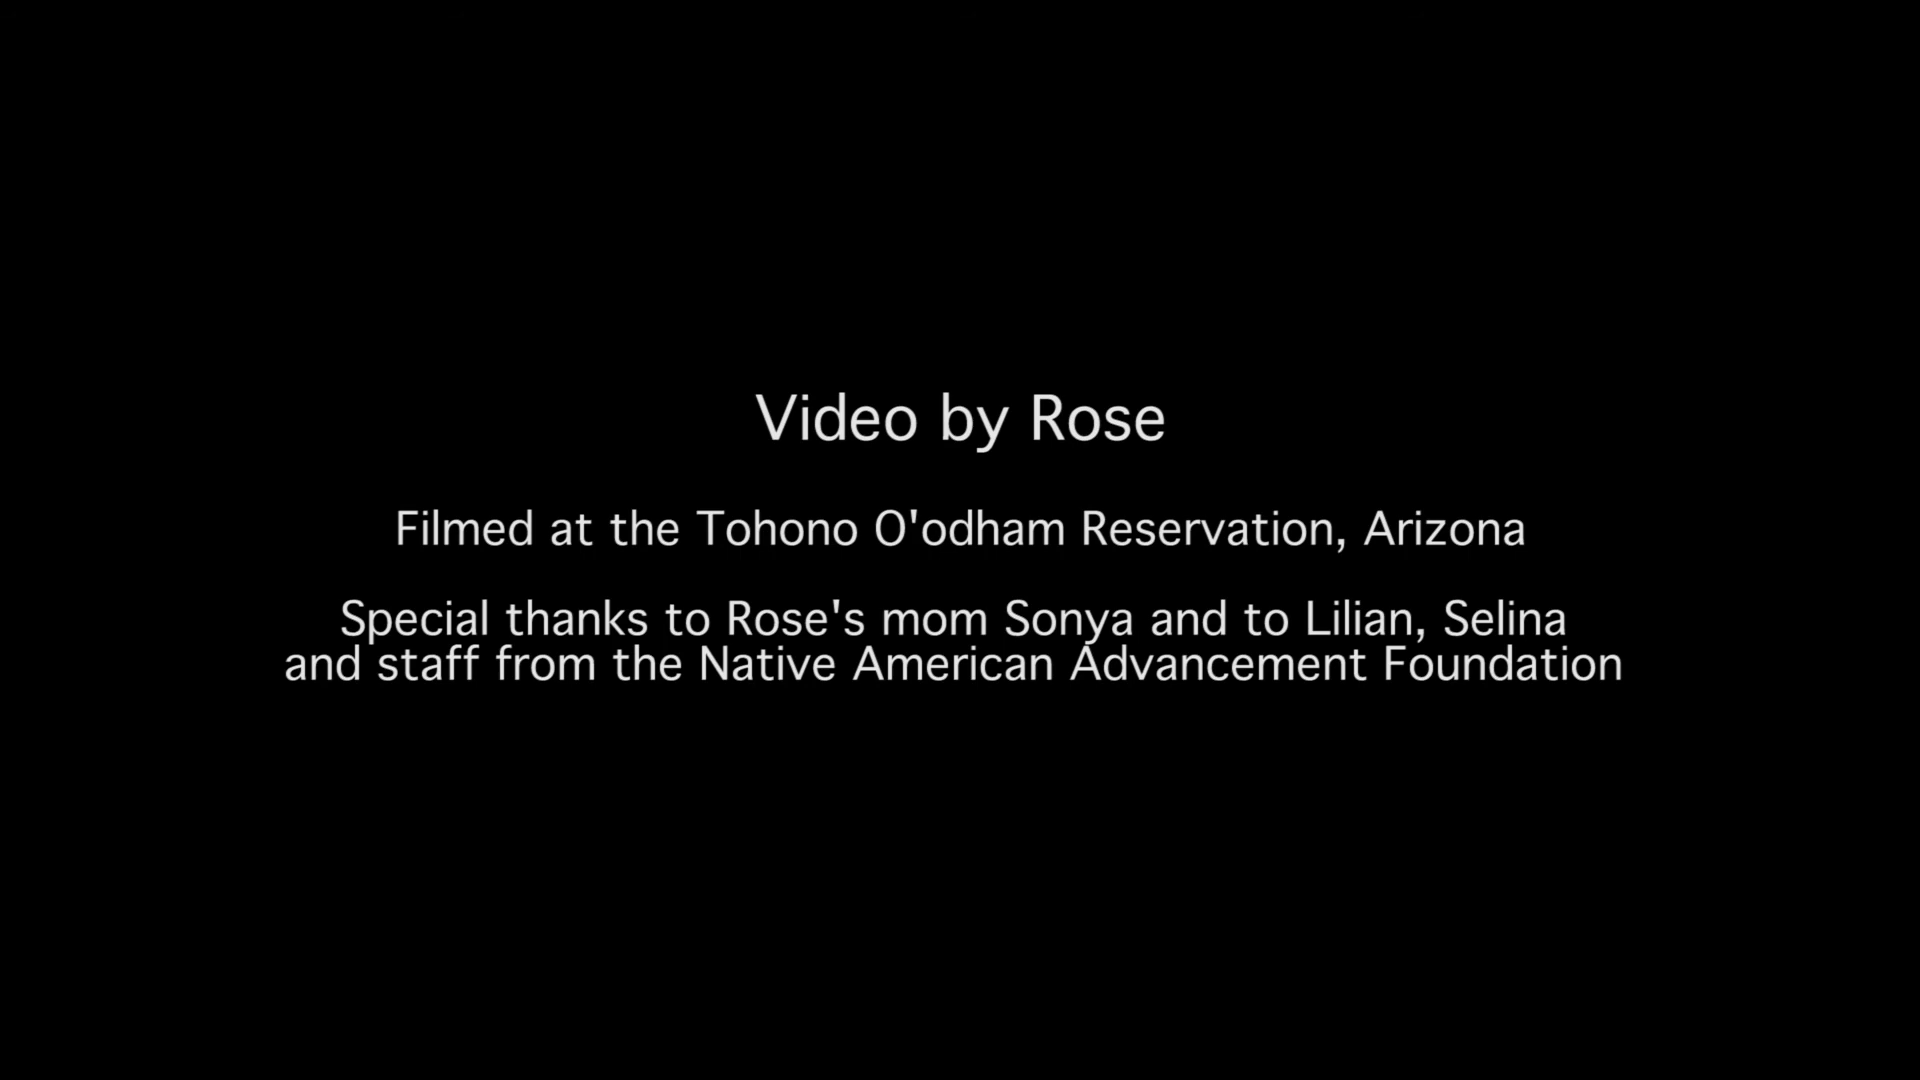 Video by Rose
Filmed at the Tohono O'odham Reservation, Arizona
Special thanks to Rose's mom Sonya and to Lilian, Selina
and staff from the Native American Advancement Foundation